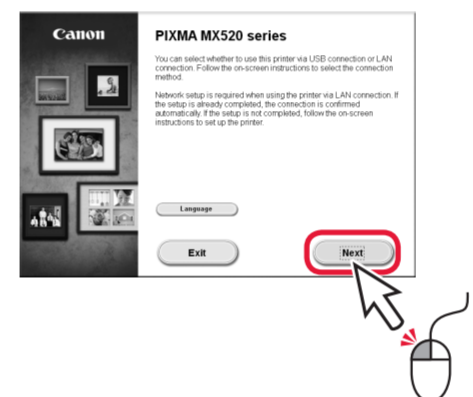 Canon
PIXMA MX520 series
You can select whether to use this printer via USB connection or LAN
connection. Follow the on-screen instructions to select the connection
method.
Network setup is required when using the printer via LAN connection. If
the setup is already completed, the connection is confirmed
automatically. If the setup is not completed, follow the on-screen
instructions to set up the printer.
Language
Exit
Next